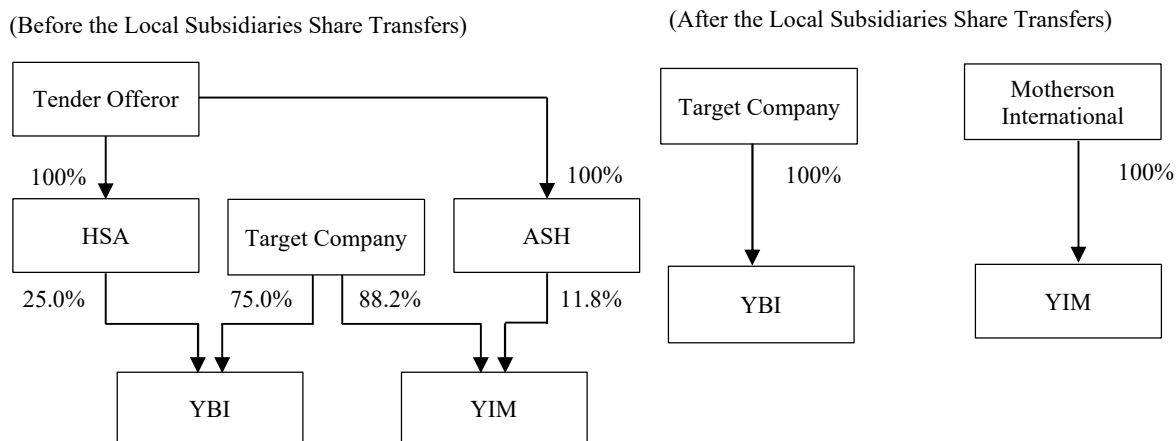 (Before the Local Subsidiaries Share Transfers)
Tender Offeror
100%
100%
HSA
Target Company
ASH
25.0%
75.0%
88.2%
11.8%
YBI
YIM
(After the Local Subsidiaries Share Transfers)
Target Company
Motherson
International
100%
100%
YBI
YIM